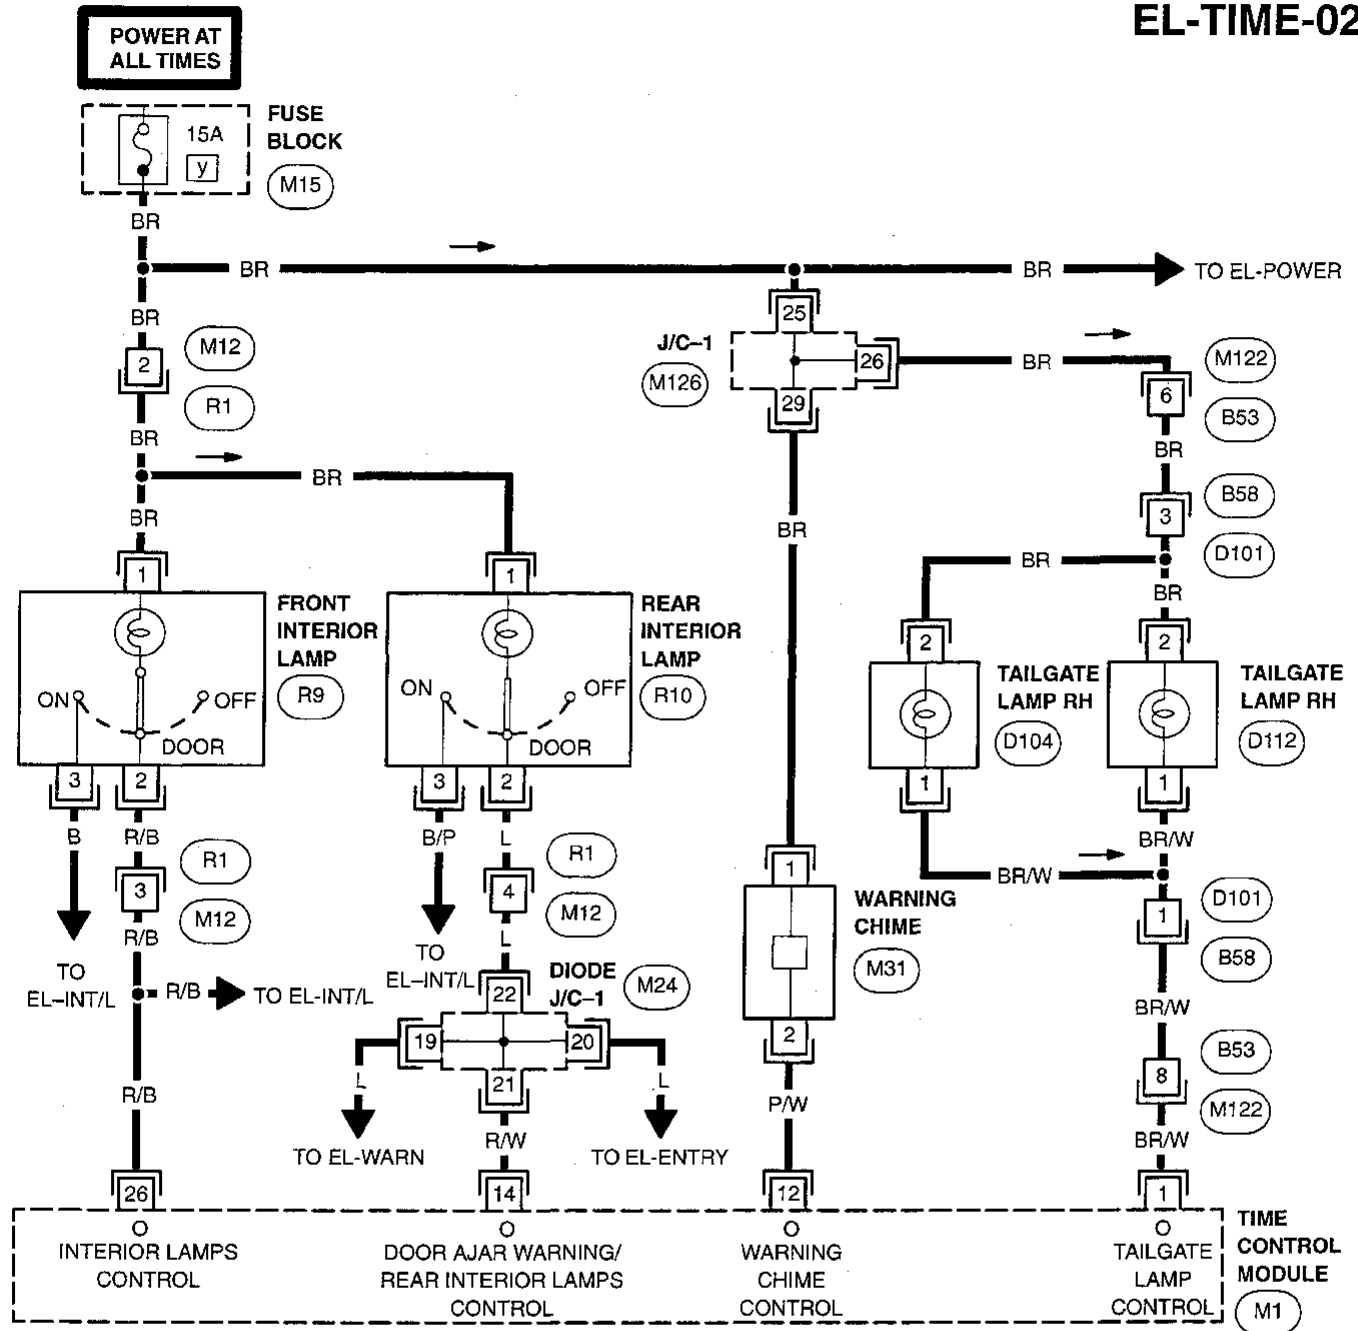 EL-TIME-02
POWER AT
ALL TIMES
FUSE
BLOCK
15A
y
M15
BR
BR
BR
TO EL-POWER
BR
25
J/C–1
M126
26
BR
M122
M12
2
R1
29
6
B53
BR
BR
BR
BR
BR
B58
3
D101
BR
BR
1
1
2
2
FRONT
INTERIOR
LAMP
R9
ON
OFF
DOOR
REAR
INTERIOR
LAMP
R10
ON
OFF
DOOR
TAILGATE
LAMP RH
D104
TAILGATE
LAMP RH
D112
3
2
3
2
1
1
B
R/B
B/P
L
BR/W
R1
3
M12
R1
4
M12
1
BR/W
WARNING
CHIME
M31
D101
1
B58
R/B
L
TO
EL–INT/L
R/B
TO EL-INT/L
TO
EL–INT/L
DIODE
J/C–1
M24
22
19
20
21
2
BR/W
B53
8
M122
R/B
L
L
P/W
R/W
BR/W
TO EL-WARN
TO EL-ENTRY
26
14
12
1
INTERIOR LAMPS
CONTROL
DOOR AJAR WARNING/
REAR INTERIOR LAMPS
CONTROL
WARNING
CHIME
CONTROL
TAILGATE
LAMP
CONTROL
TIME
CONTROL
MODULE
M1